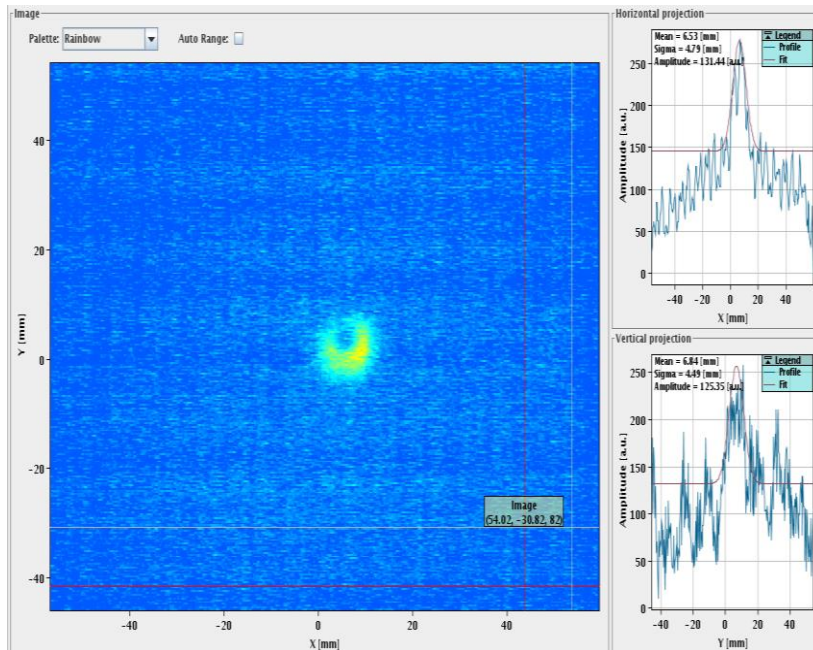 Image
Palette: Rainbow Auto Range:
40
20
0
-20
-40
Y [mm]
Image
(54.02, -30.82, 82)
-40 -20 0 20 40
X [mm]
Horizontal projection
Mean = 6.53 [mm]
Sigma = 4.79 [mm]
Amplitude = 131.44 [a.u.]
Legend
Profile
Fit
250
200
150
100
50
0
Amplitude [a.u.]
-40 -20 0 20 40
X [mm]
Vertical projection
Mean = 6.84 [mm]
Sigma = 4.49 [mm]
Amplitude = 125.35 [a.u.]
Legend
Profile
Fit
250
200
150
100
50
0
Amplitude [a.u.]
-40 -20 0 20 40
Y [mm]